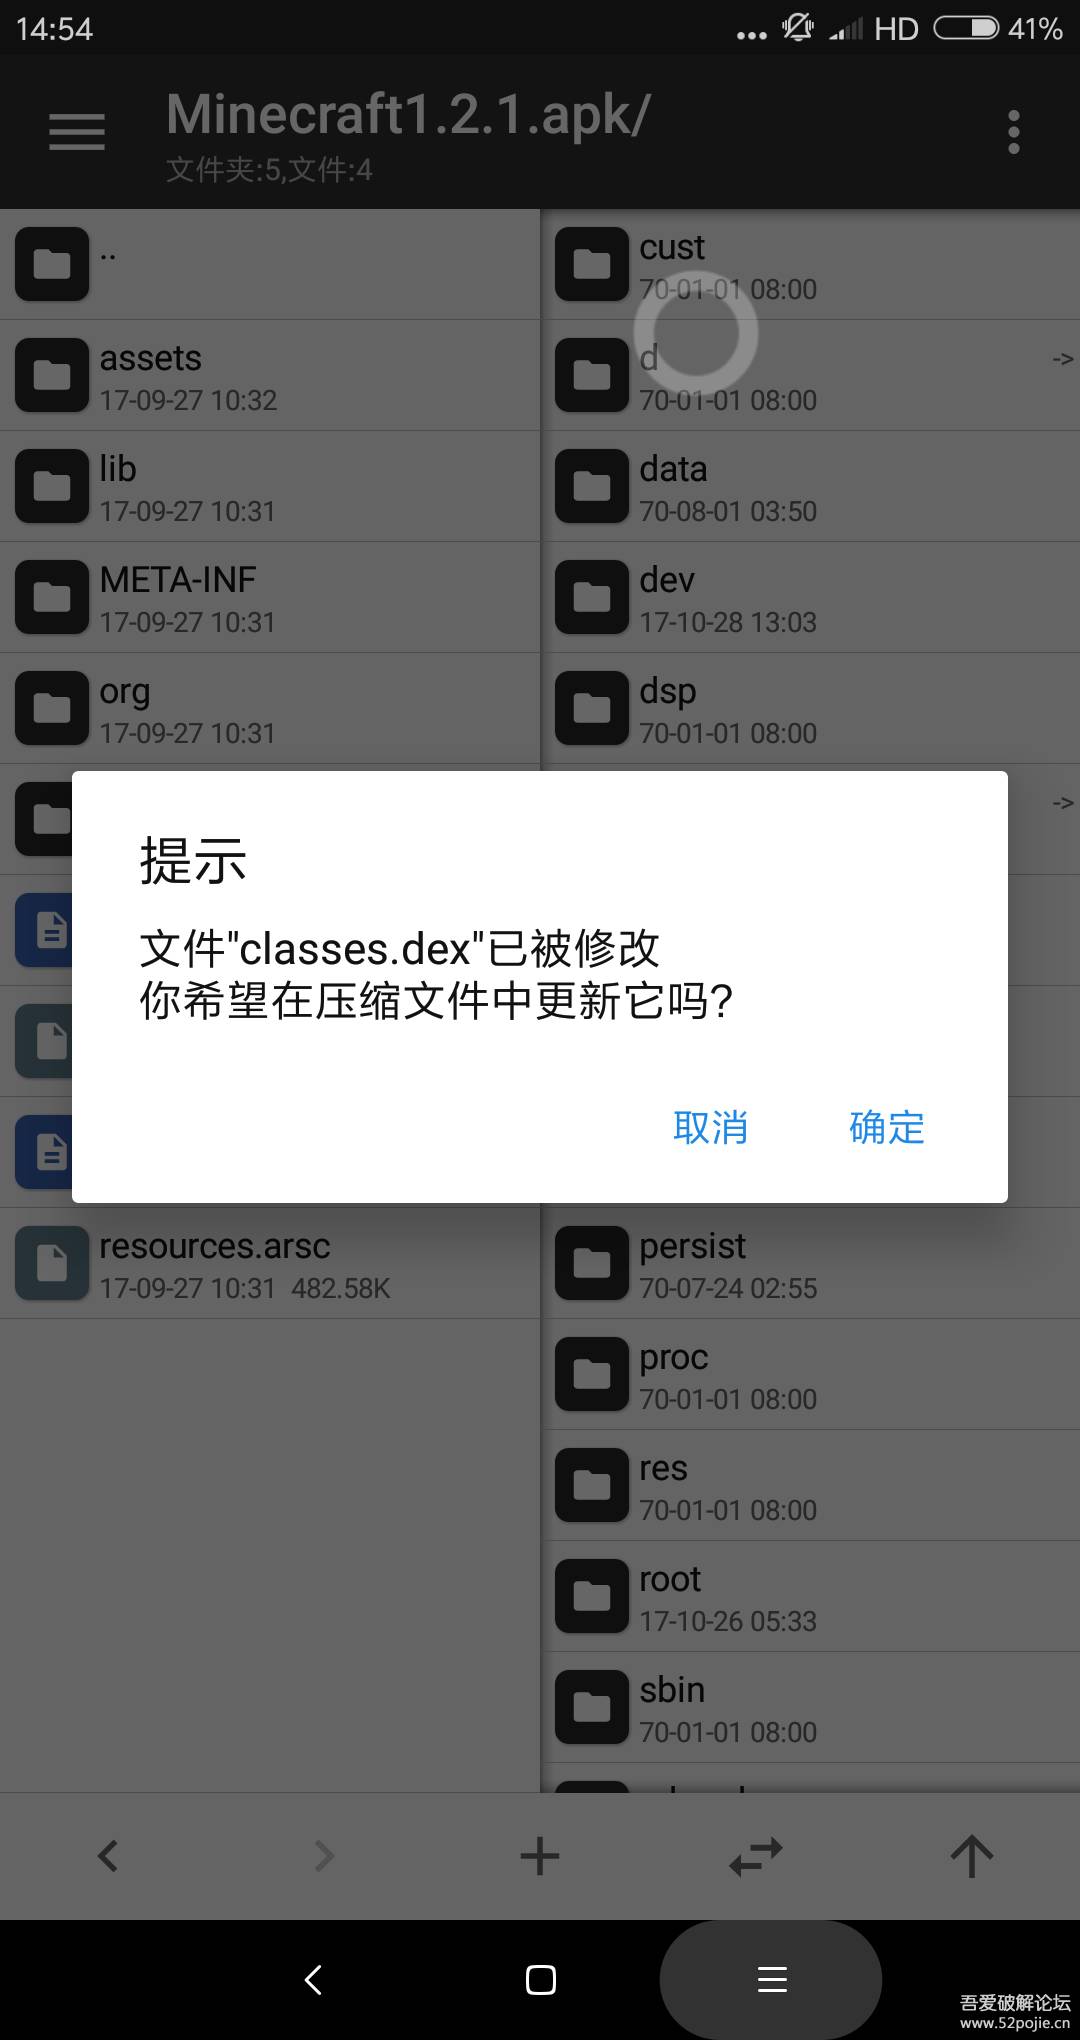 14:54
HD 41%
Minecraft1.2.1.apk/
文件夹:5,文件:4
..
assets
17-09-27 10:32
lib
17-09-27 10:31
META-INF
17-09-27 10:31
org
17-09-27 10:31
resources.arsc
17-09-27 10:31 482.58K
cust
70-01-01 08:00
d
->
70-01-01 08:00
data
70-08-01 03:50
dev
17-10-28 13:03
dsp
70-01-01 08:00
->
提示
文件"classes.dex"已被修改
你希望在压缩文件中更新它吗?
取消 确定
persist
70-07-24 02:55
proc
70-01-01 08:00
res
70-01-01 08:00
root
17-10-26 05:33
sbin
70-01-01 08:00
吾爱破解论坛
www.52pojie.cn